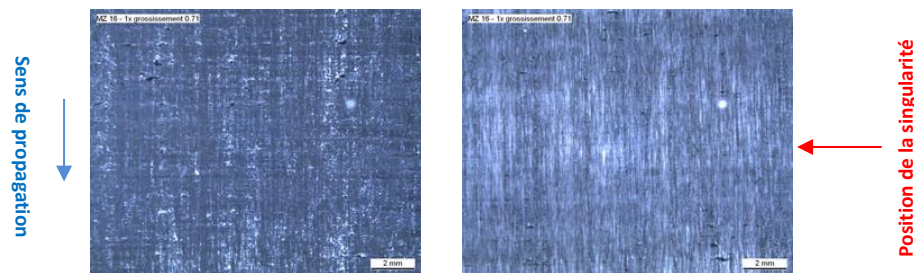 Sens de propagation
MZ 16 - 1x grossissement 0.71
2 mm
MZ 16 - 1x grossissement 0.71
2 mm
Position de la singularité